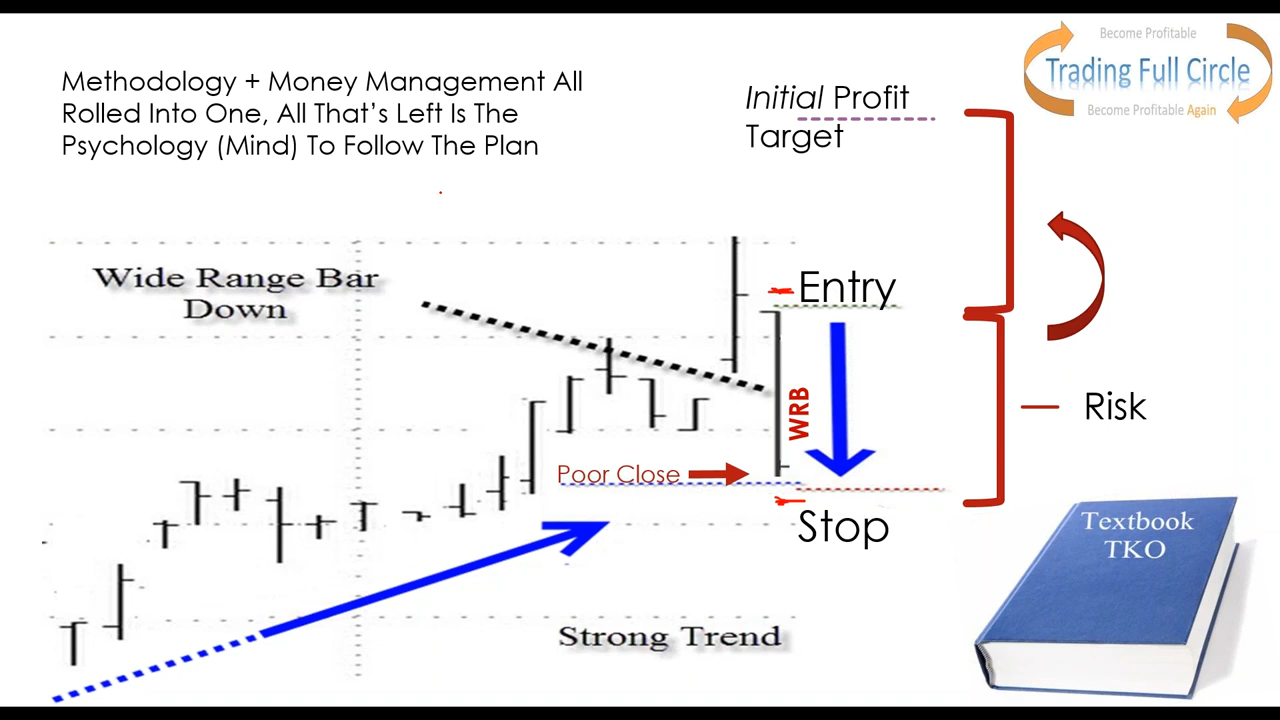 Become Profitable
Trading Full Circle
Become Profitable Again
Methodology + Money Management All
Rolled Into One, All That’s Left Is The
Psychology (Mind) To Follow The Plan
Initial Profit
Target
Wide Range Bar
Down
Entry
WRB
Risk
Poor Close
Stop
Textbook
TKO
Strong Trend